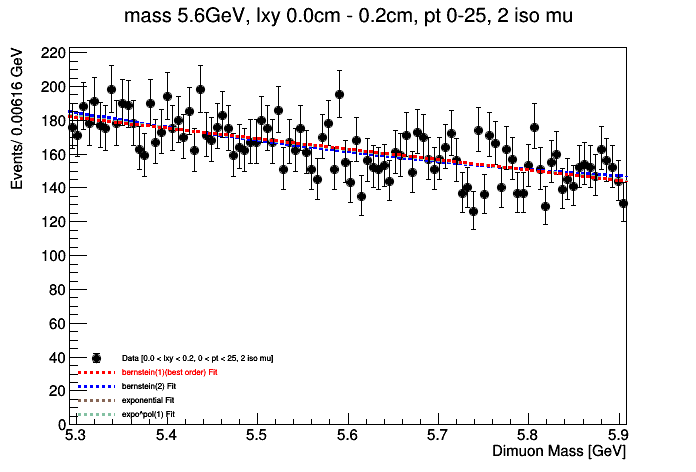 mass 5.6GeV, lxy 0.0cm - 0.2cm, pt 0-25, 2 iso mu
Events/ 0.00616 GeV
220
200
180
160
140
120
100
80
60
40
20
0
Data [0.0 < lxy < 0.2, 0 < pt < 25, 2 iso mu]
bernstein(1)(best order) Fit
bernstein(2) Fit
exponential Fit
expo*pol(1) Fit
5.3 5.4 5.5 5.6 5.7 5.8 5.9
Dimuon Mass [GeV]